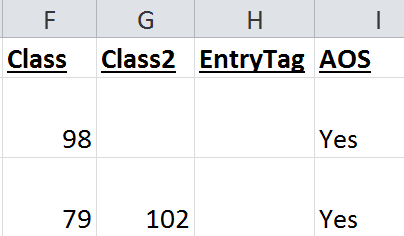 F G H I
Class Class2 EntryTag AOS
98 Yes
79 102 Yes